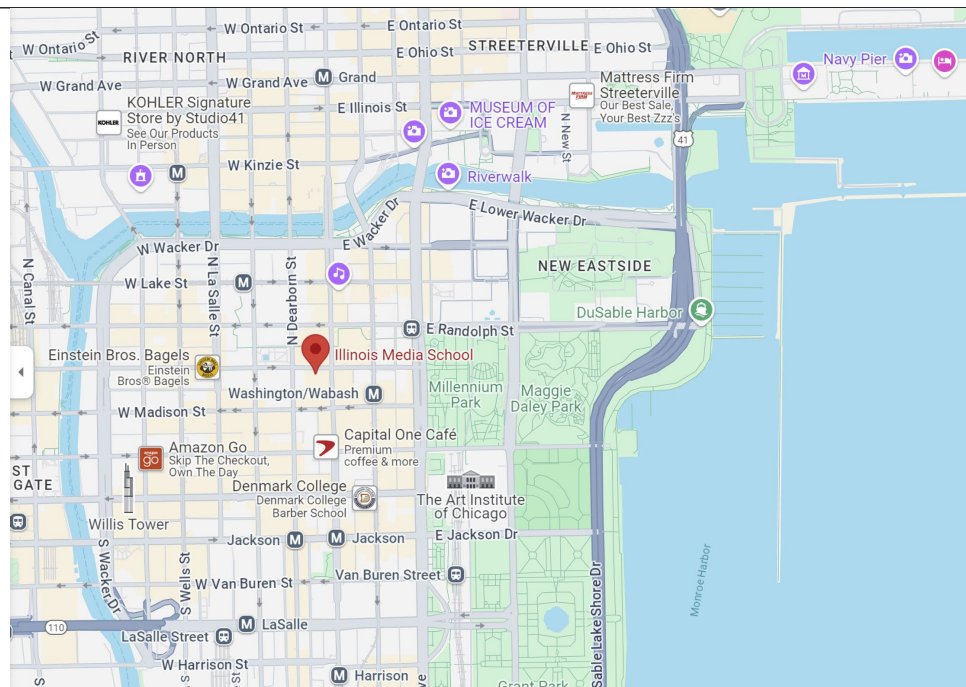 W Ontario St
W Ontario St
E Ontario St
RIVER NORTH
E Ohio St
STREETERVILLE
E Ohio St
W Grand Ave
W Grand Ave
Grand
Navy Pier
Mattress Firm
Streeterville
Our Best Sale,
Your Best Zzz's
KOHLER
KOHLER Signature
Store by Studio41
See Our Products
In Person
E Illinois St
MUSEUM OF
ICE CREAM
N New St
41
W Kinzie St
Riverwalk
E Lower Wacker Dr
E Wacker Dr
W Wacker Dr
N Canal St
N La Salle St
W Lake St
N Dearborn St
NEW EASTSIDE
DuSable Harbor
E Randolph St
Einstein Bros. Bagels
Einstein
Bros® Bagels
Illinois Media School
Washington/Wabash
Millennium
Park
Maggie
Daley Park
W Madison St
Capital One Café
Premium
coffee & more
go
Amazon Go
Skip The Checkout,
Own The Day
ST
GATE
Willis Tower
Denmark College
Denmark College
Barber School
The Art Institute
of Chicago
E Jackson Dr
Jackson
Jackson
S Wacker Dr
S Wells St
W Van Buren St
Van Buren Street
Monroe Harbor
Sable Lake Shore Dr
110
LaSalle Street
LaSalle
W Harrison St
Harrison
Ave
Grant Park